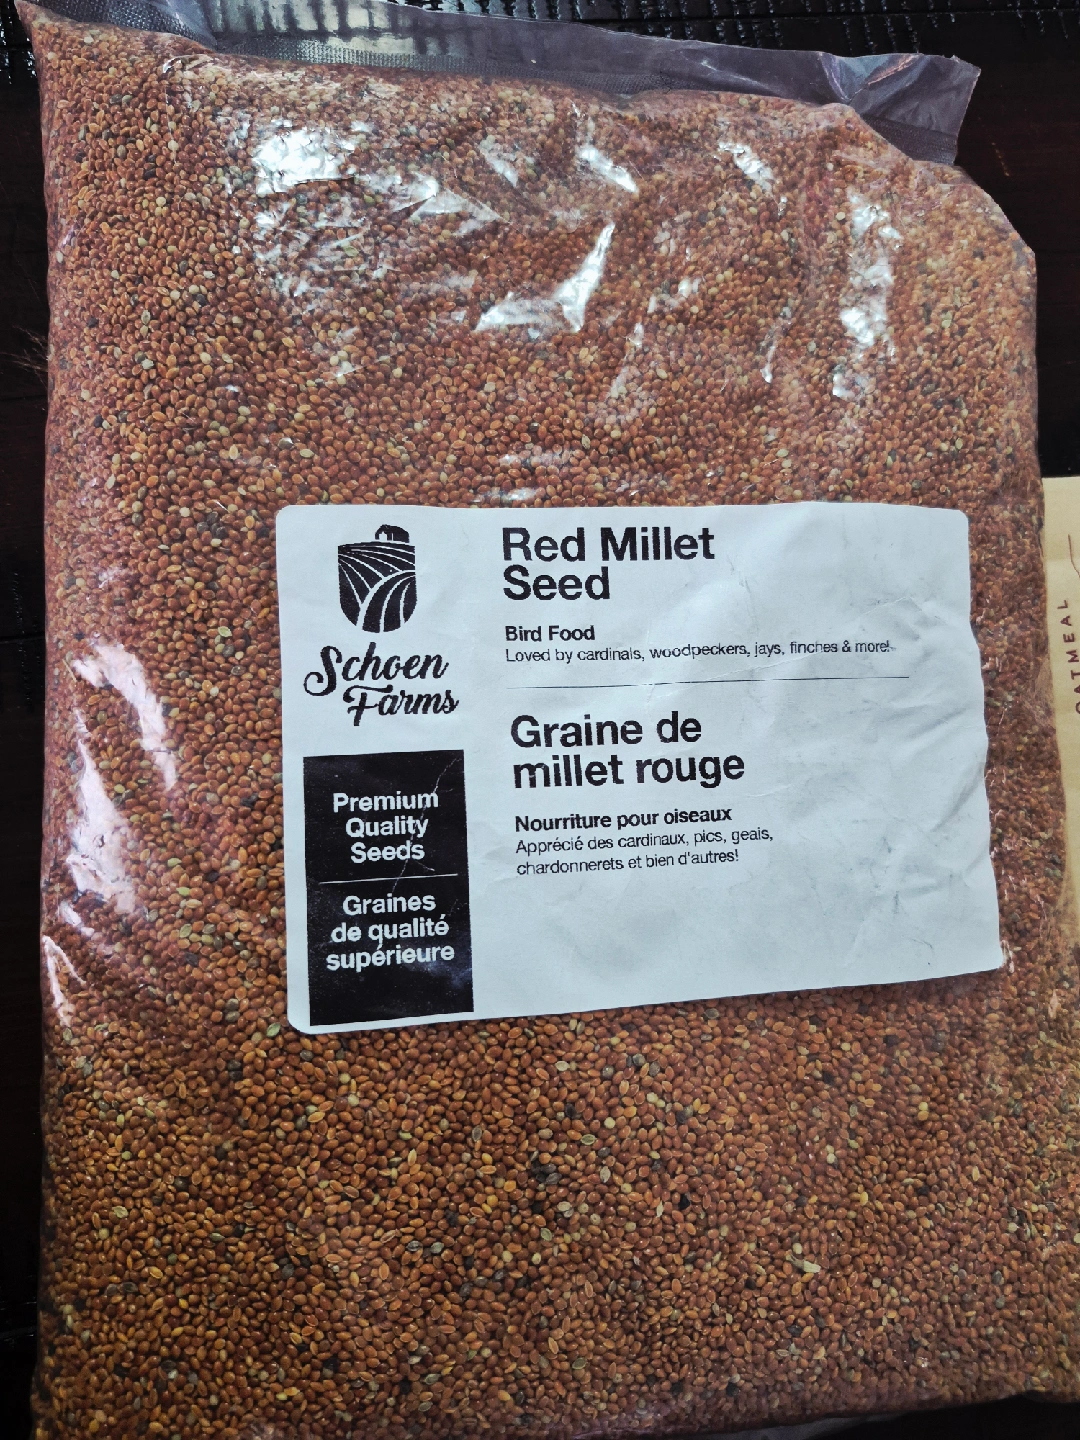 Schoen
Farms
Premium
Quality
Seeds
Graines
de qualité
supérieure
Red Millet
Seed
Bird Food
Loved by cardinals, woodpeckers, jays, finches & more!
Graine de
millet rouge
Nourriture pour oiseaux
Apprécié des cardinaux, pics, geais,
chardonnerets et bien d'autres!
OATMEAL